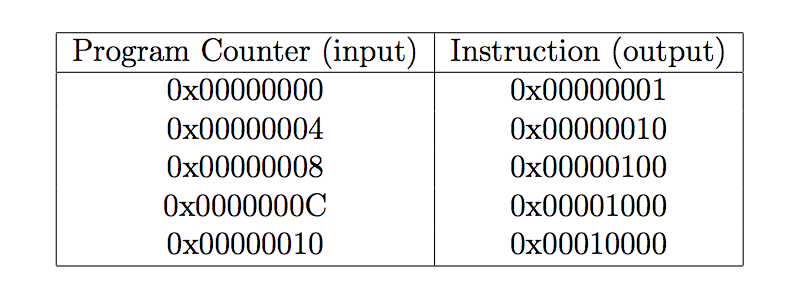 Program Counter (input) Instruction (output)
0x00000000 0x00000001
0x00000004 0x00000010
0x00000008 0x00000100
0x0000000C 0x00001000
0x00000010 0x00010000